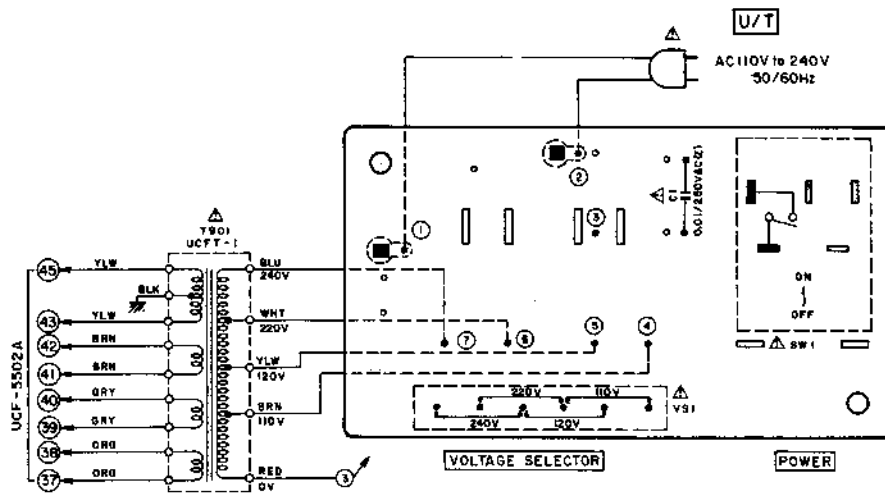 U/T
AC110V to 240V
50/60Hz
②
0.01/250VAC(Z)
C1
③
①
T901
UCFT-1
45
YLW
BLU
240V
BLK
WHT
220V
43
YLW
42
BRN
⑦
⑥
⑤
④
ON
OFF
SW1
YLW
120V
41
BRN
40
GRY
BRN
110V
39
GRY
220V
110V
240V
120V
VS1
38
ORG
37
ORG
RED
0V
③
VOLTAGE SELECTOR
POWER
UCF-5502A